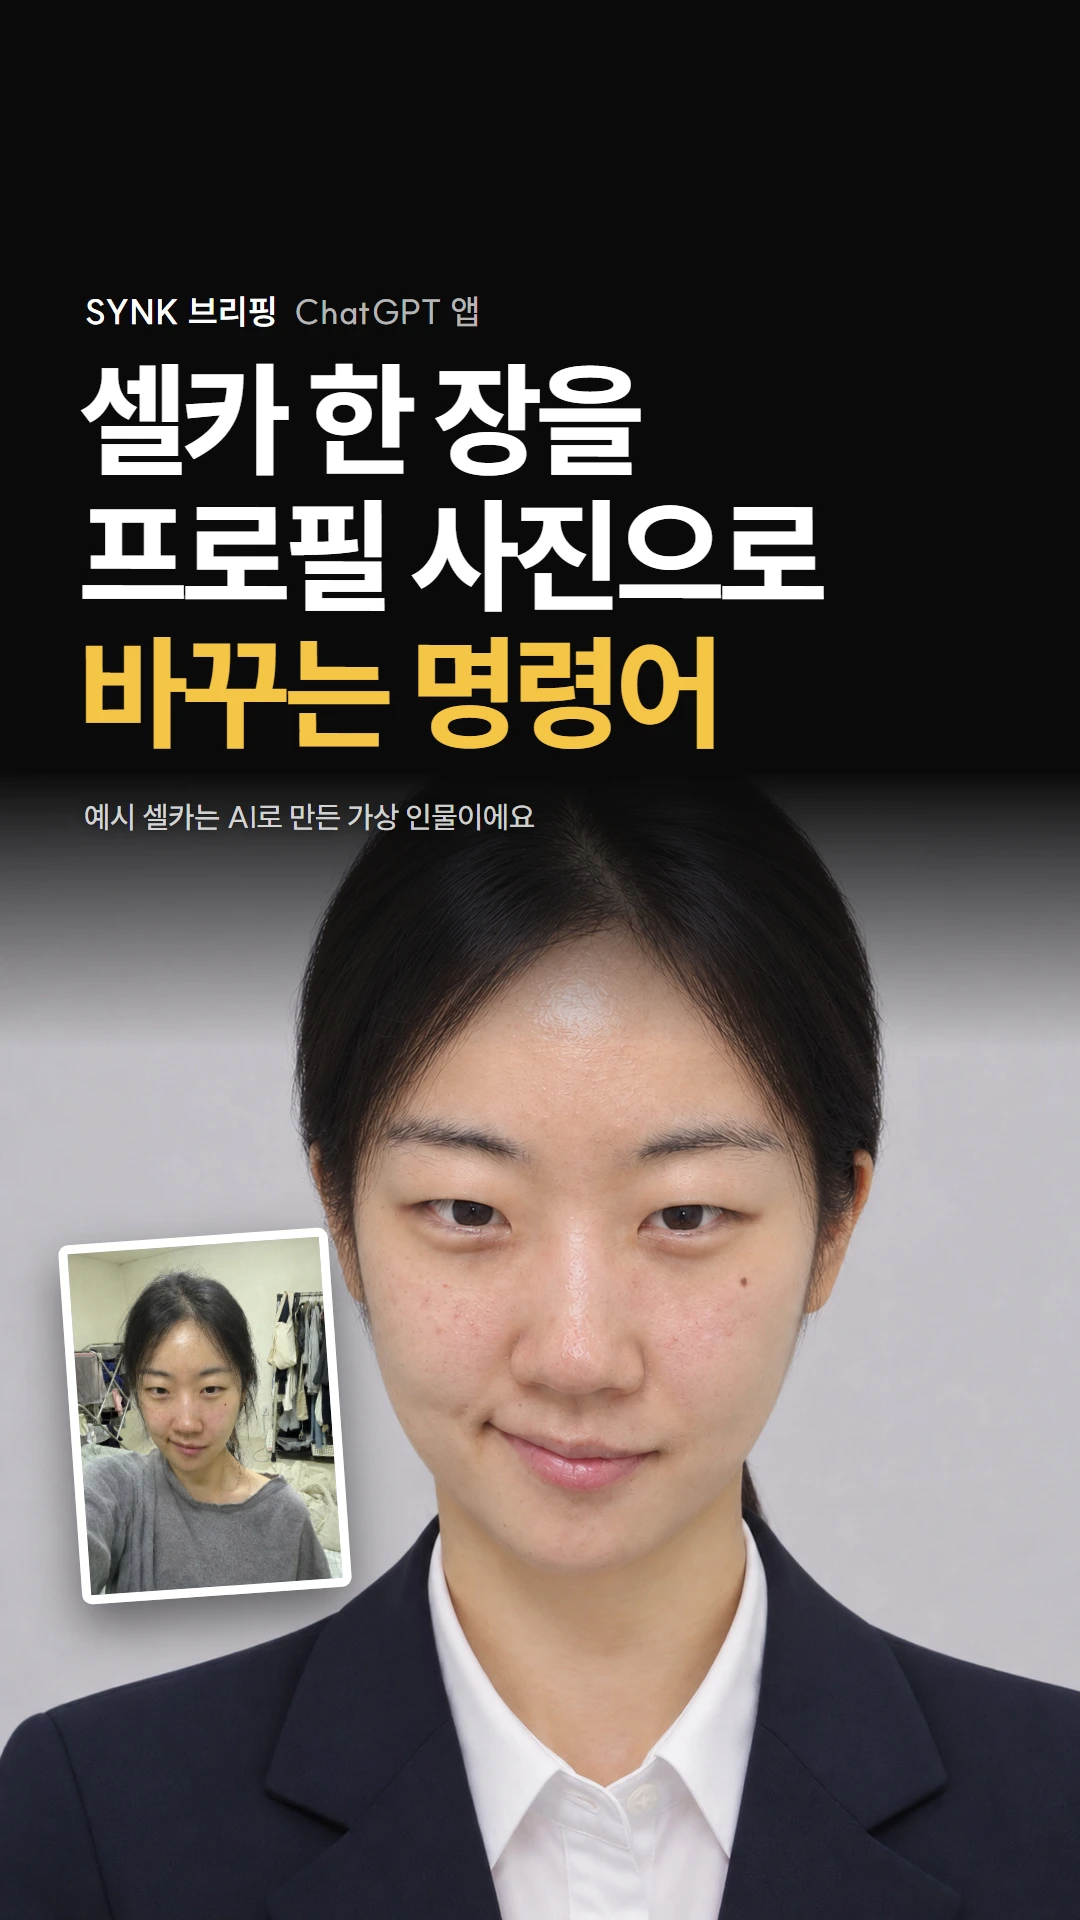 SYNK 브리핑 ChatGPT 앱
셀카 한 장을
프로필 사진으로
바꾸는 명령어
예시 셀카는 AI로 만든 가상 인물이에요